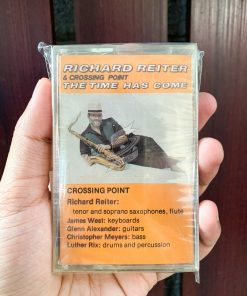 RICHARD REITER
& CROSSING POINT
THE TIME HAS COME
CROSSING POINT
Richard Reiter:
tenor and soprano saxophones, flute
James West: keyboards
Glenn Alexander: guitars
Christopher Meyers: bass
Luther Rix: drums and percussion